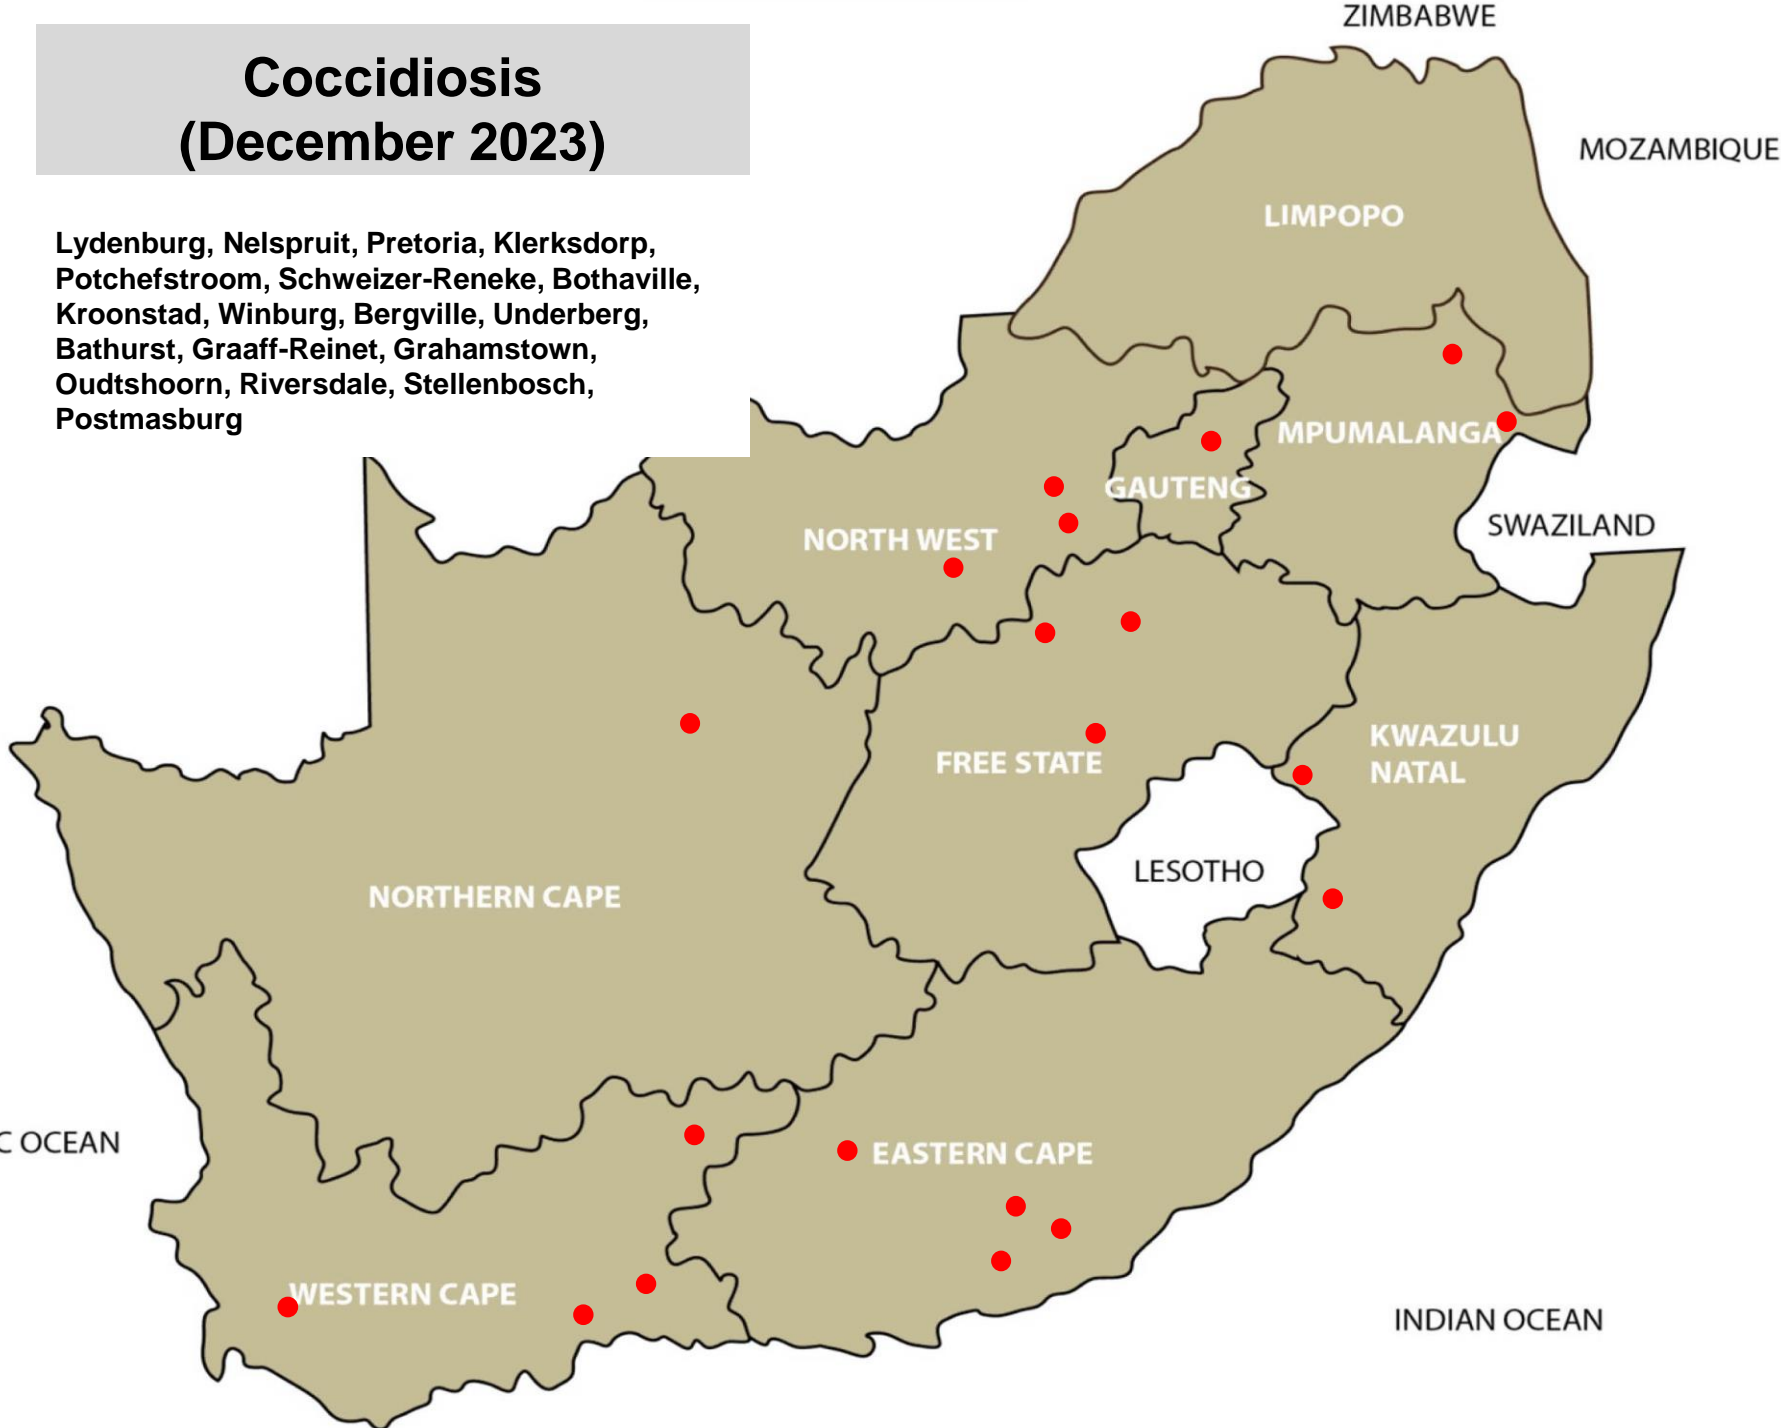 Coccidiosis
(December 2023)
Lydenburg, Nelspruit, Pretoria, Klerksdorp,
Potchefstroom, Schweizer-Reneke, Bothaville,
Kroonstad, Winburg, Bergville, Underberg,
Bathurst, Graaff-Reinet, Grahamstown,
Oudtshoorn, Riversdale, Stellenbosch,
Postmasburg
ZIMBABWE
MOZAMBIQUE
LIMPOPO
MPUMALANGA
GAUTENG
NORTH WEST
SWAZILAND
KWAZULU
NATAL
FREE STATE
LESOTHO
NORTHERN CAPE
C OCEAN
EASTERN CAPE
WESTERN CAPE
INDIAN OCEAN